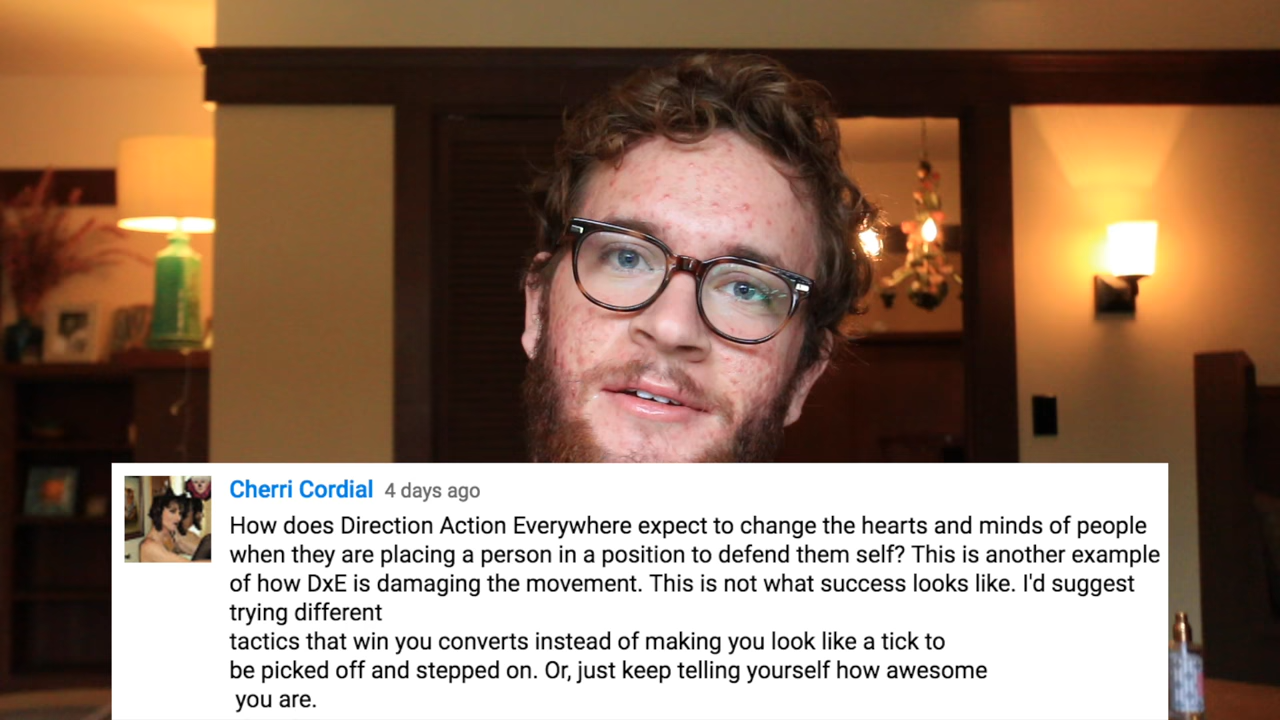 Cherri Cordial 4 days ago
How does Direction Action Everywhere expect to change the hearts and minds of people
when they are placing a person in a position to defend them self? This is another example
of how DxE is damaging the movement. This is not what success looks like. I'd suggest
trying different
tactics that win you converts instead of making you look like a tick to
be picked off and stepped on. Or, just keep telling yourself how awesome
you are.